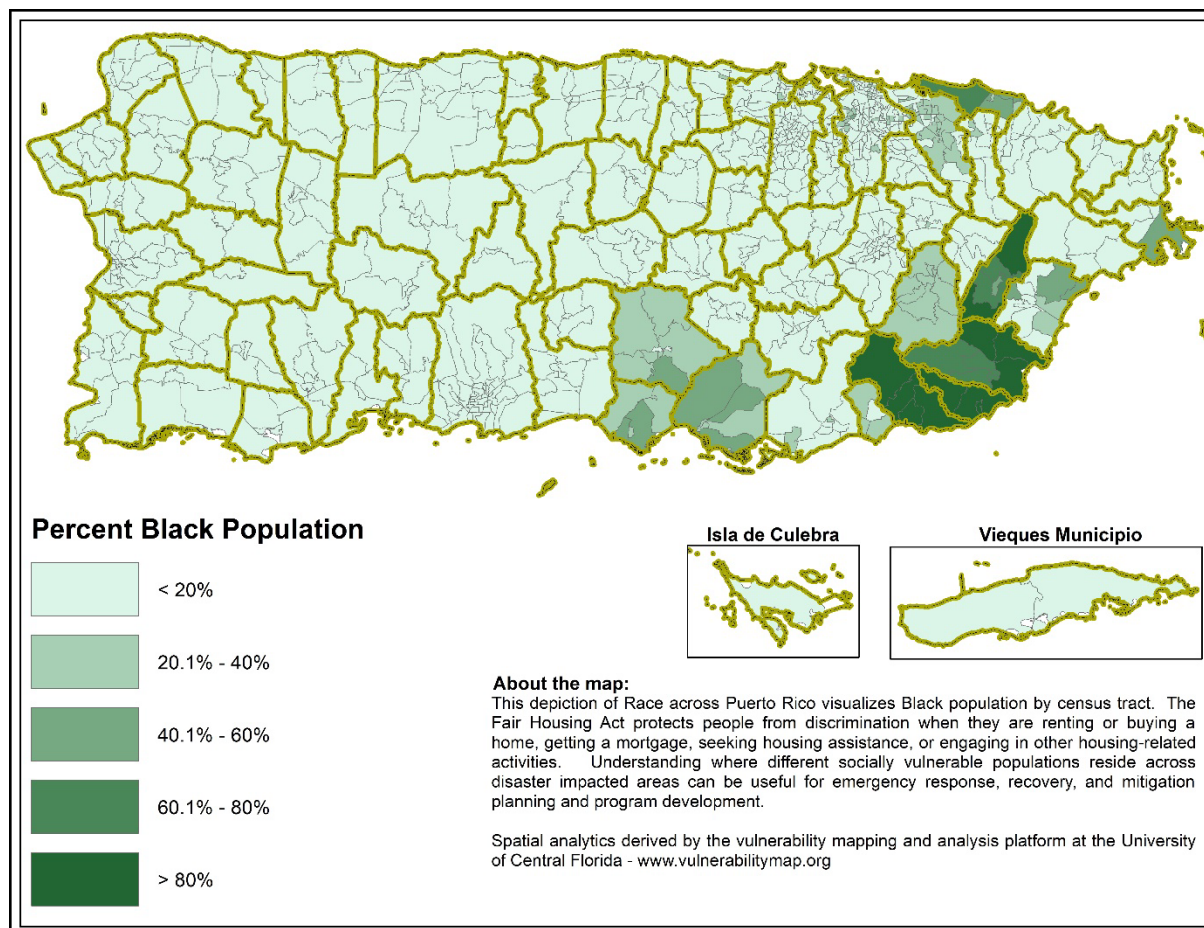 Percent Black Population
< 20%
20.1% - 40%
40.1% - 60%
60.1% - 80%
> 80%
Isla de Culebra
Vieques Municipio
About the map:
This depiction of Race across Puerto Rico visualizes Black population by census tract. The
Fair Housing Act protects people from discrimination when they are renting or buying a
home, getting a mortgage, seeking housing assistance, or engaging in other housing-related
activities. Understanding where different socially vulnerable populations reside across
disaster impacted areas can be useful for emergency response, recovery, and mitigation
planning and program development.
Spatial analytics derived by the vulnerability mapping and analysis platform at the University
of Central Florida - www.vulnerabilitymap.org